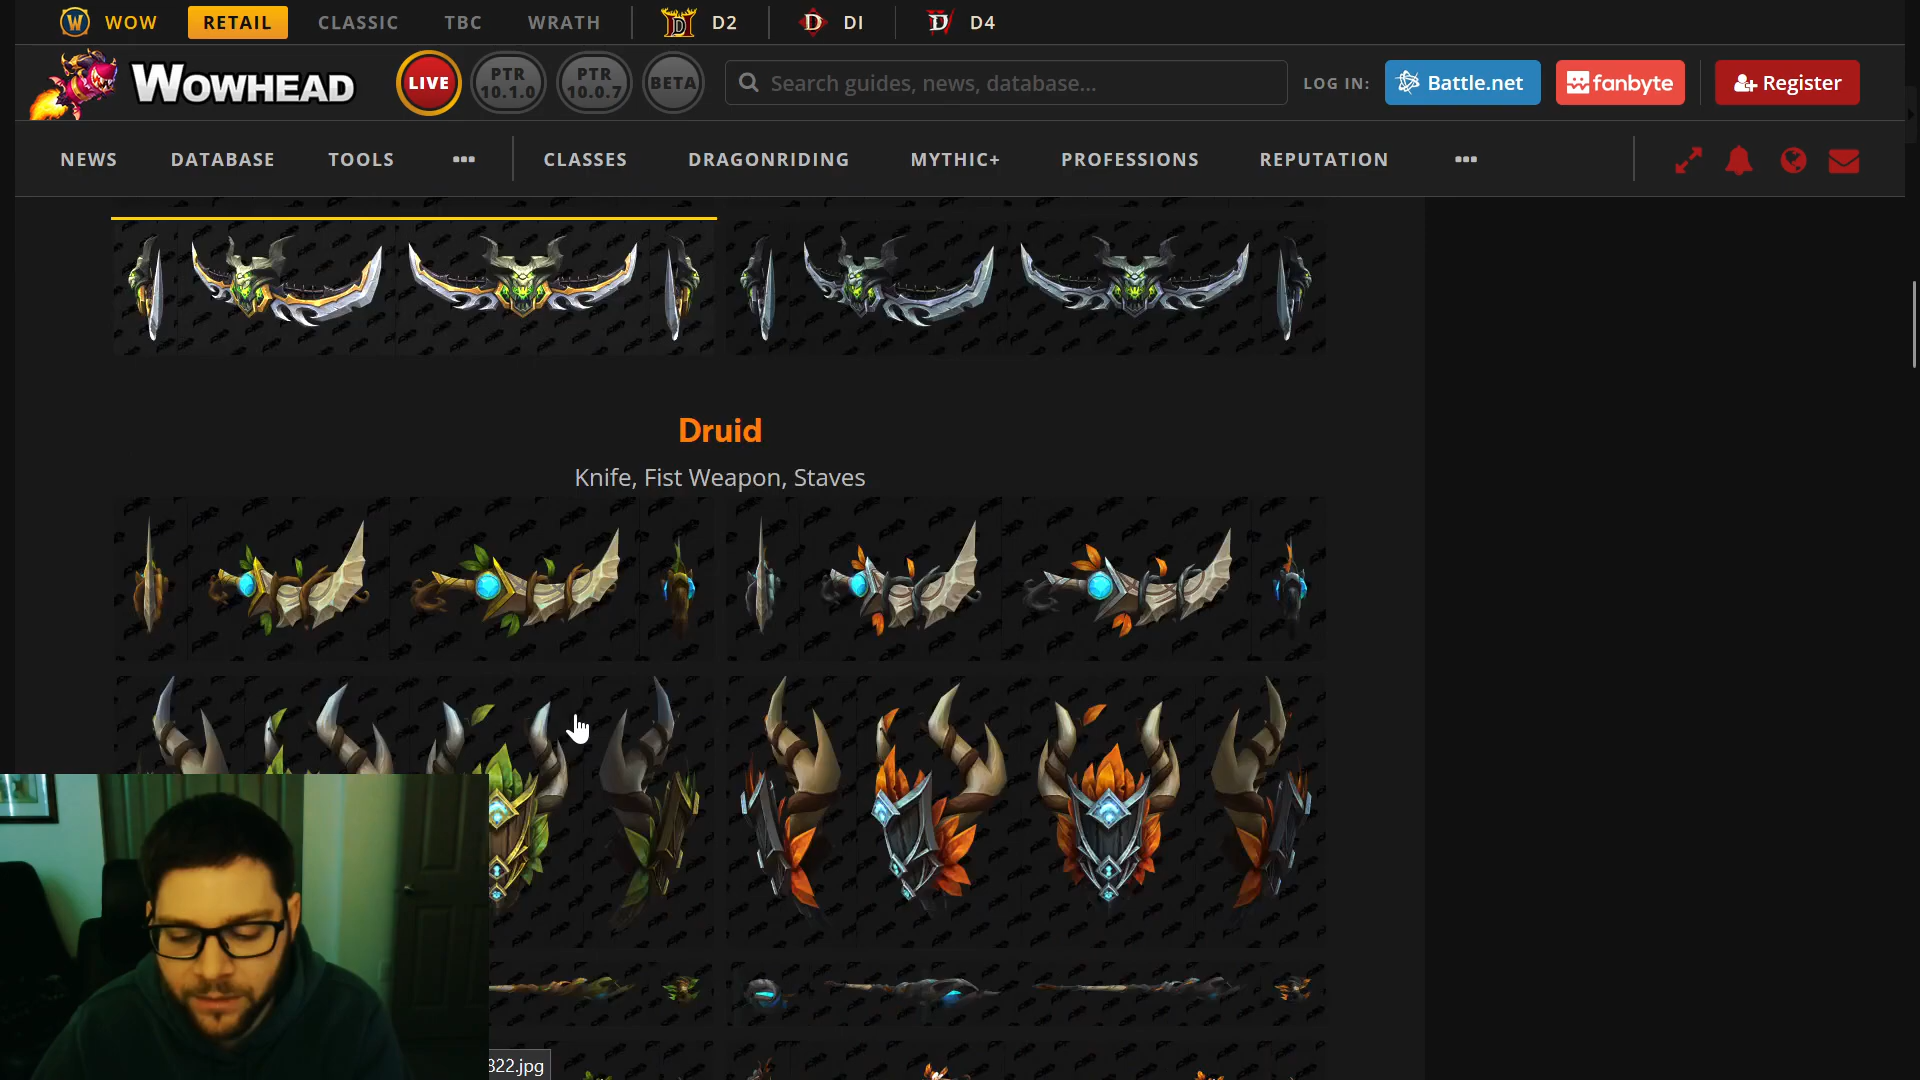 WOW RETAIL CLASSIC TBC WRATH D2 DI D4
WOWHEAD LIVE PTR 10.1.0 PTR 10.0.7 BETA Search guides, news, database... LOG IN: Battle.net fanbyte Register
NEWS DATABASE TOOLS ••• CLASSES DRAGONRIDING MYTHIC+ PROFESSIONS REPUTATION •••
Druid
Knife, Fist Weapon, Staves
822.jpg